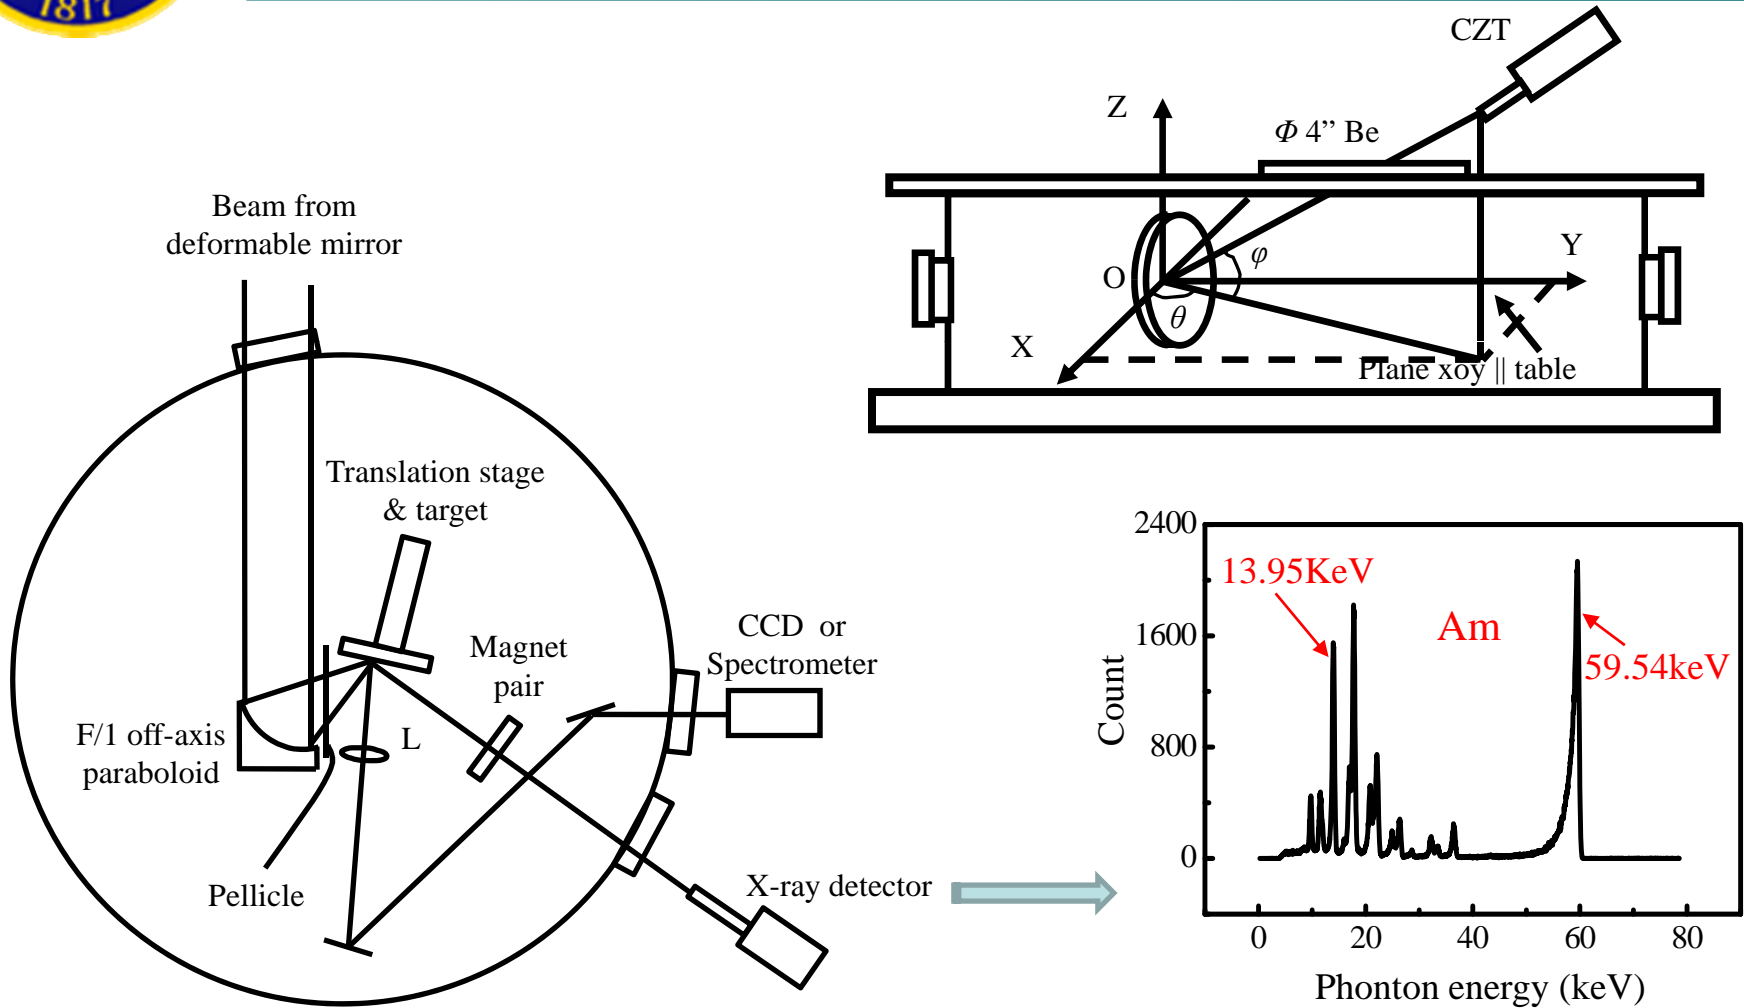 1817
CZT
Z
Φ 4” Be
φ
Y
O
θ
X
Plane xoy || table
Beam from
deformable mirror
Translation stage
& target
Magnet
pair
CCD or
Spectrometer
F/1 off-axis
paraboloid
L
Pellicle
X-ray detector
2400
1600
800
0
Count
13.95KeV
Am
59.54keV
0
20
40
60
80
Phonton energy (keV)